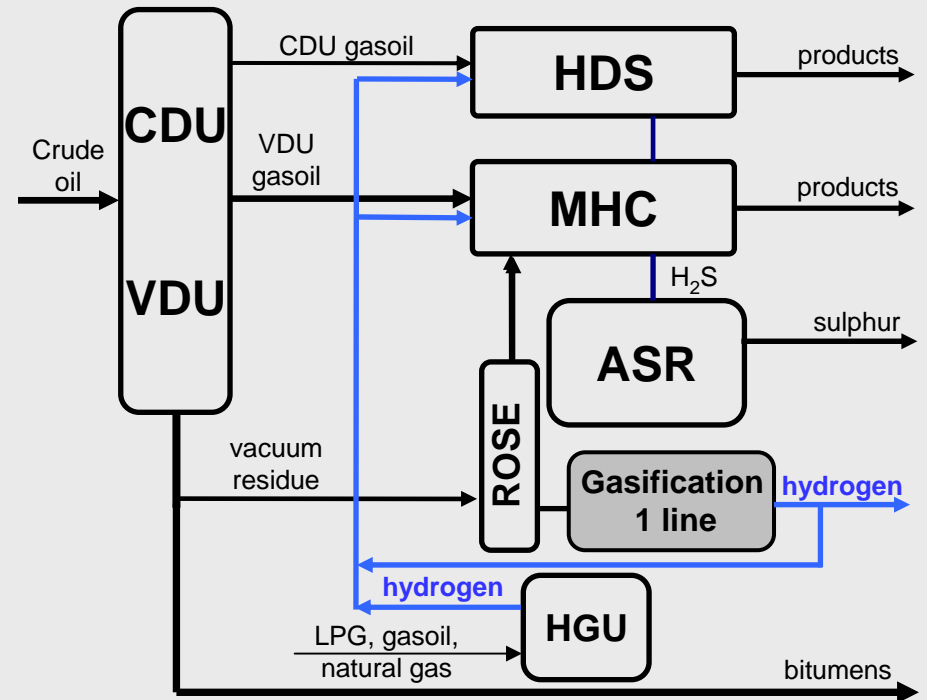 CDU gasoil
HDS
products
CDU
Crude
oil
VDU
gasoil
MHC
products
VDU
H₂S
ASR
sulphur
ROSE
vacuum
residue
Gasification
1 line
hydrogen
hydrogen
HGU
LPG, gasoil,
natural gas
bitumens